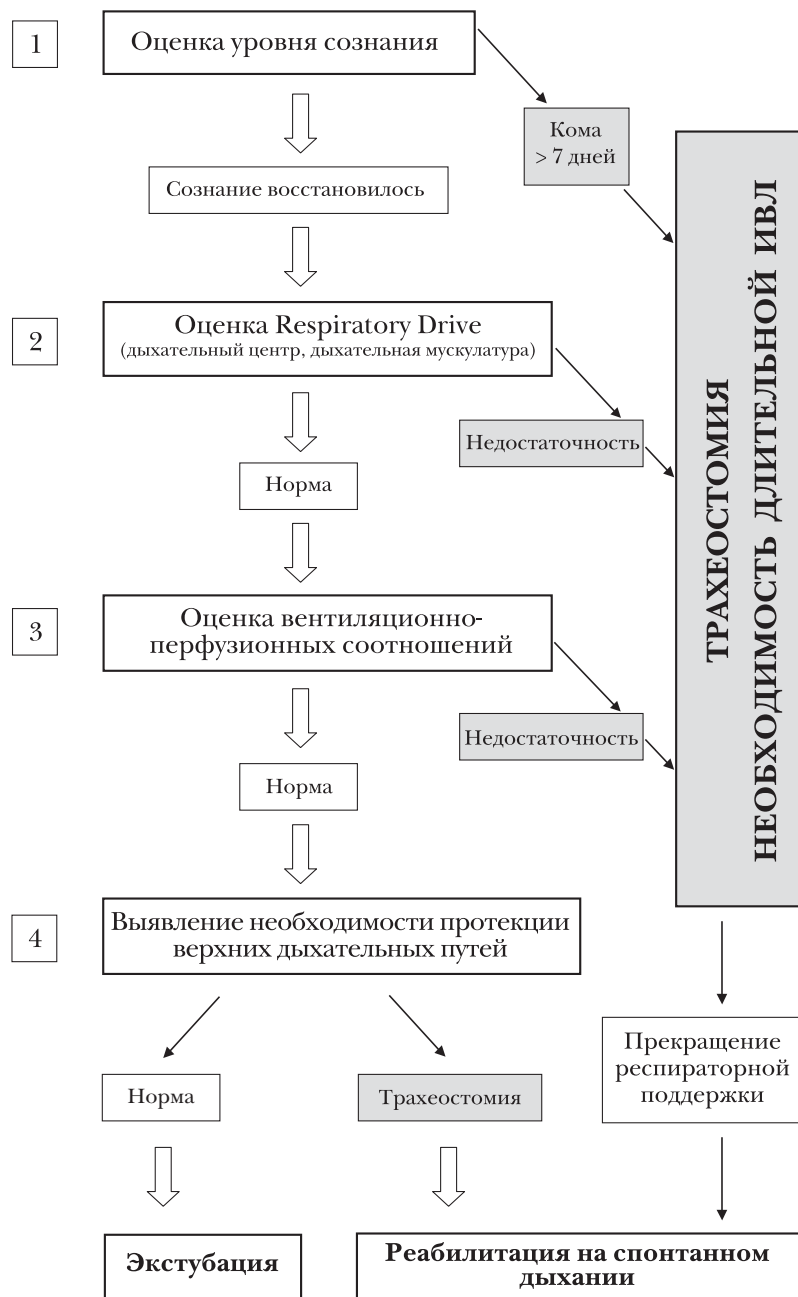 1
Оценка уровня сознания
Кома
> 7 дней
Сознание восстановилось
2
Оценка Respiratory Drive
(дыхательный центр, дыхательная мускулатура)
Недостаточность
Норма
3
Оценка вентиляционно-
перфузионных соотношений
Недостаточность
Норма
4
Выявление необходимости протекции
верхних дыхательных путей
ТРАХЕОСТОМИЯ
НЕОБХОДИМОСТЬ ДЛИТЕЛЬНОЙ ИВЛ
Норма
Трахеостомия
Прекращение
респираторной
поддержки
Экстубация
Реабилитация на спонтанном
дыхании